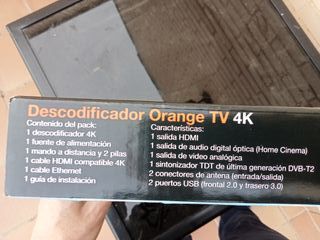 Descodificador Orange TV 4K
Contenido del pack:
1 descodificador 4K
1 fuente de alimentación
1 mando a distancia y 2 pilas
1 cable HDMI compatible 4K
1 cable Ethernet
1 guía de instalación
Características:
1 salida HDMI
1 salida de audio digital óptica (Home Cinema)
1 salida de video analógica
1 sintonizador TDT de última generación DVB-T2
2 conectores de antena (entrada/salida)
2 puertos USB (frontal 2.0 y trasero 3.0)